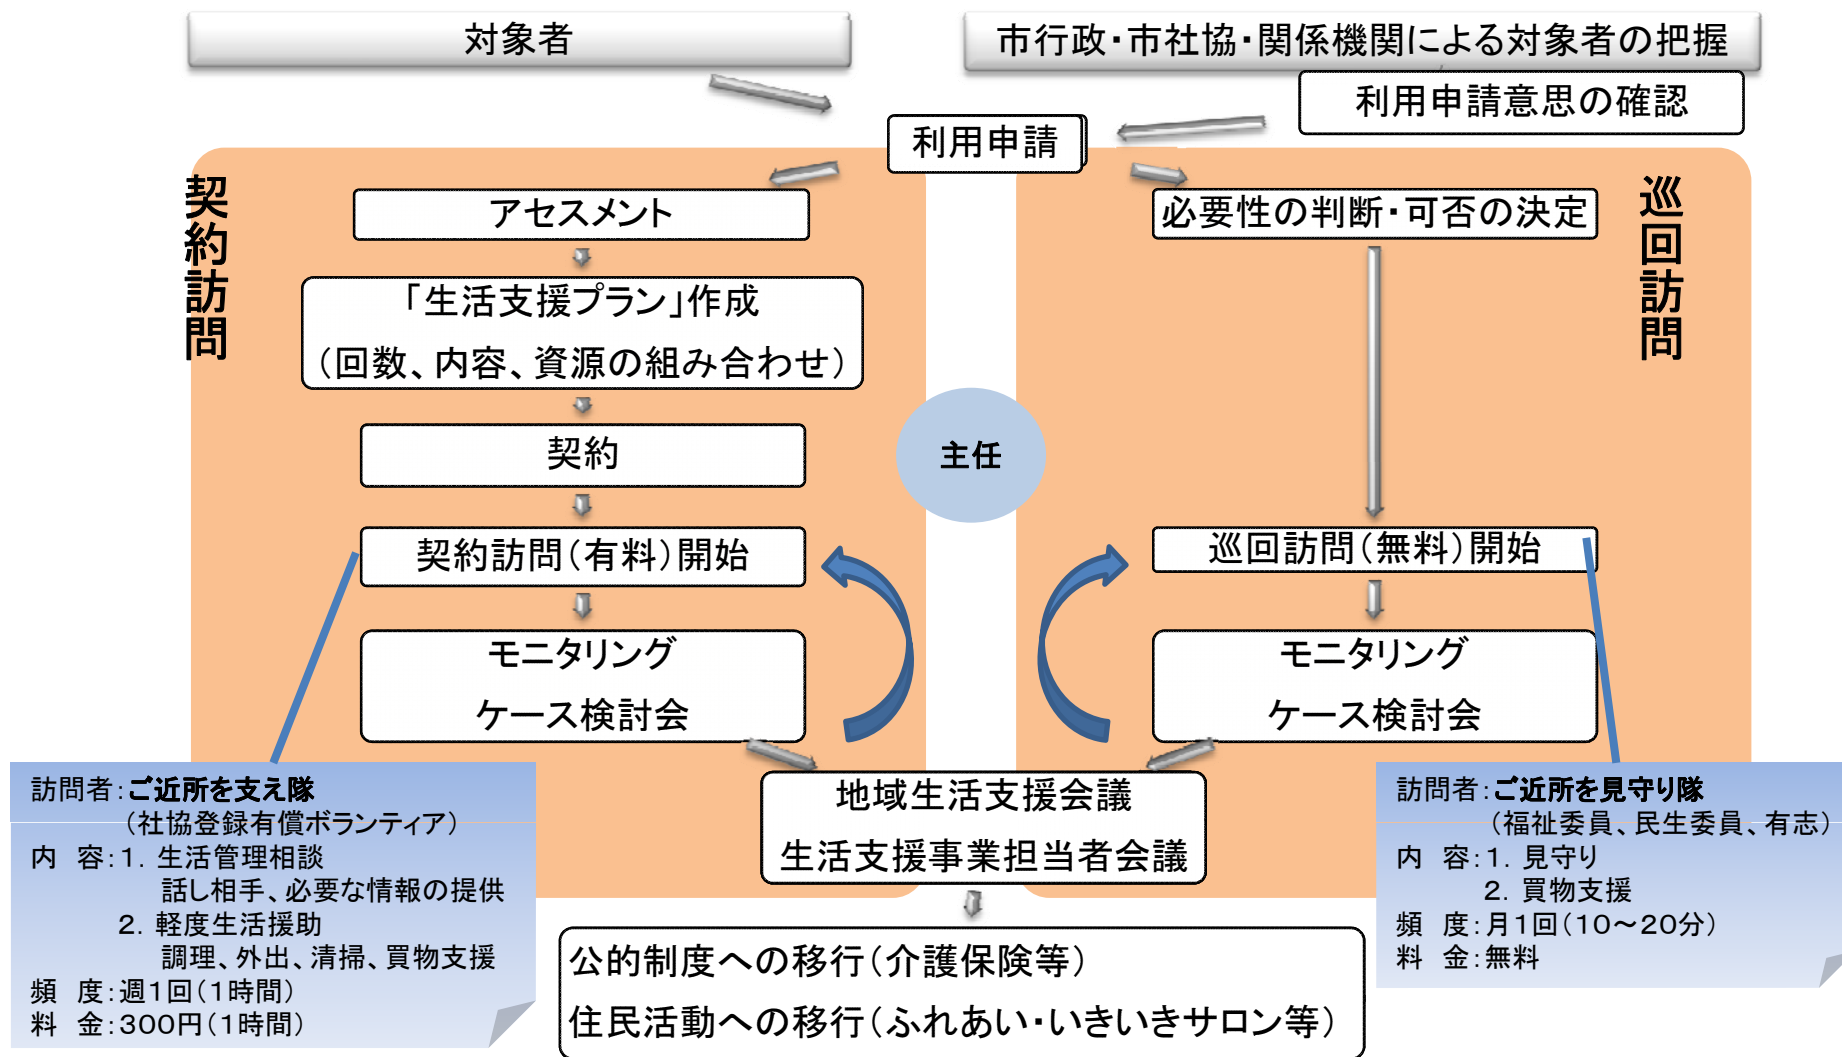 対象者
市行政・市社協・関係機関による対象者の把握
利用申請意思の確認
利用申請
契約訪問
アセスメント
「生活支援プラン」作成
(回数、内容、資源の組み合わせ)
契約
契約訪問(有料)開始
モニタリング
ケース検討会
主任
巡回訪問
必要性の判断・可否の決定
巡回訪問(無料)開始
モニタリング
ケース検討会
地域生活支援会議
生活支援事業担当者会議
公的制度への移行(介護保険等)
住民活動への移行(ふれあい・いきいきサロン等)
訪問者:ご近所を支え隊
(社協登録有償ボランティア)
内 容:1. 生活管理相談
話し相手、必要な情報の提供
2. 軽度生活援助
調理、外出、清掃、買物支援
頻 度:週1回(1時間)
料 金:300円(1時間)
訪問者:ご近所を見守り隊
(福祉委員、民生委員、有志)
内 容:1. 見守り
2. 買物支援
頻 度:月1回(10~20分)
料 金:無料